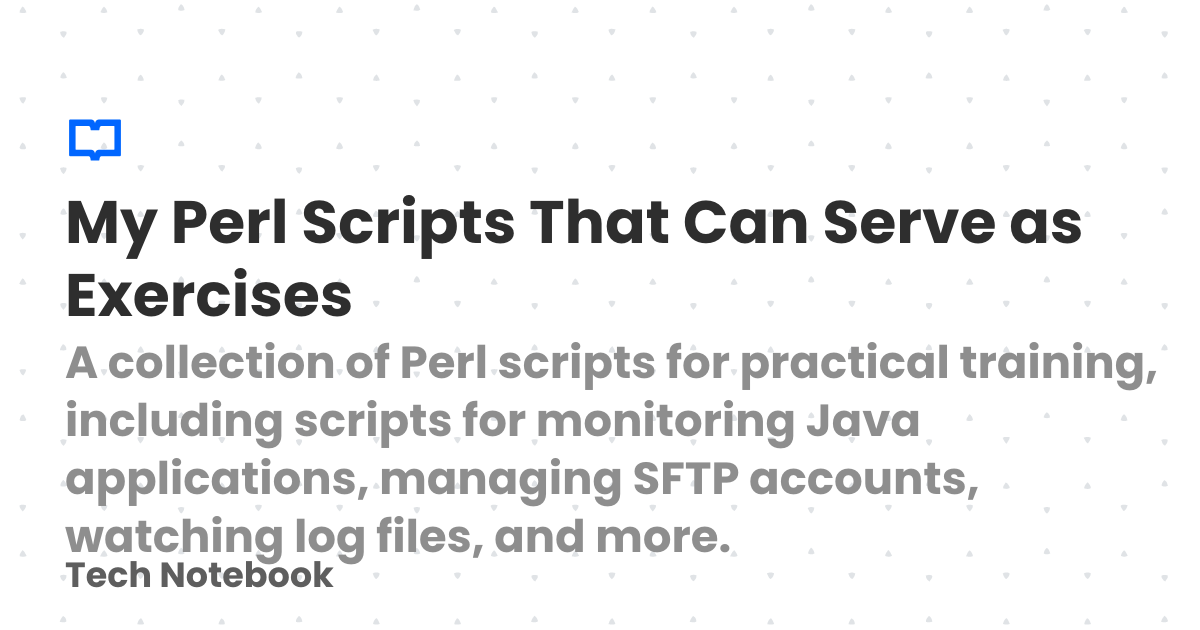 My Perl Scripts That Can Serve as
Exercises
A collection of Perl scripts for practical training,
including scripts for monitoring Java
applications, managing SFTP accounts,
watching log files, and more.
Tech Notebook